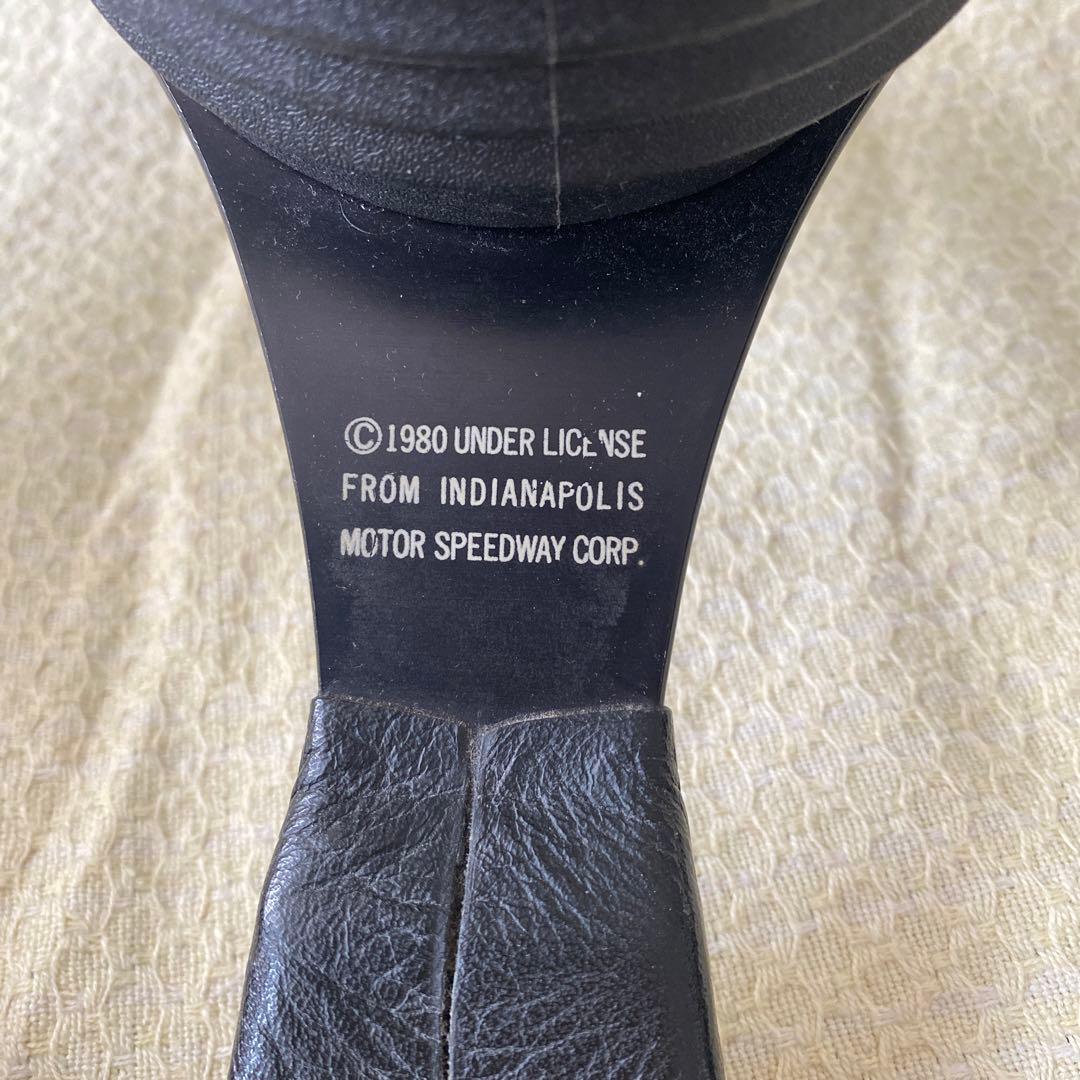 ©1980 UNDER LICENSE
FROM INDIANAPOLIS
MOTOR SPEEDWAY CORP.